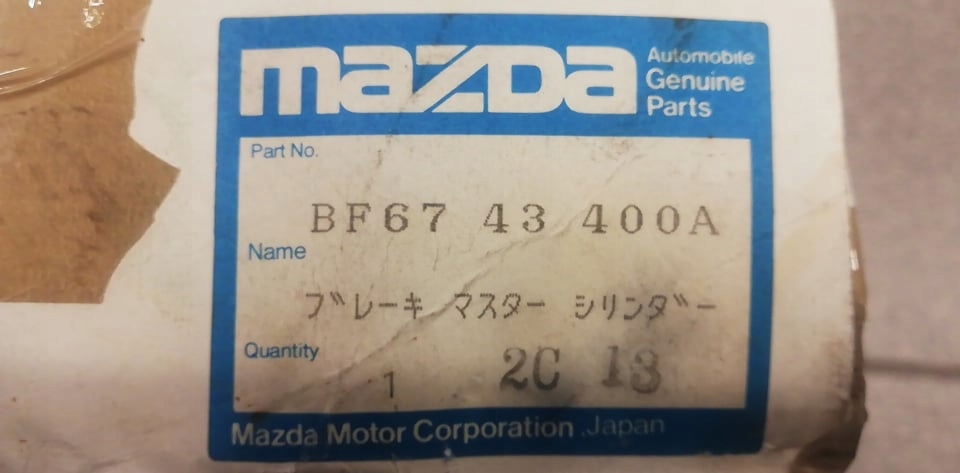 mazda
Automobile
Genuine
Parts
Part No.
BF67 43 400A
Name
ブレーキ マスター シリンダー
Quantity
1 2C 13
Mazda Motor Corporation Japan